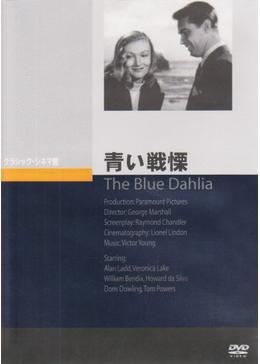 クラシック・シネマ館
青い戦慄
The Blue Dahlia
Production: Paramount Pictures
Director: George Marshall
Screenplay: Raymond Chandler
Cinematography: Lionel Lindon
Music: Victor Young
Starring:
Alan Ladd, Veronica Lake
William Bendix, Howard da Silva
Doris Dowling, Tom Powers
DVD
VIDEO